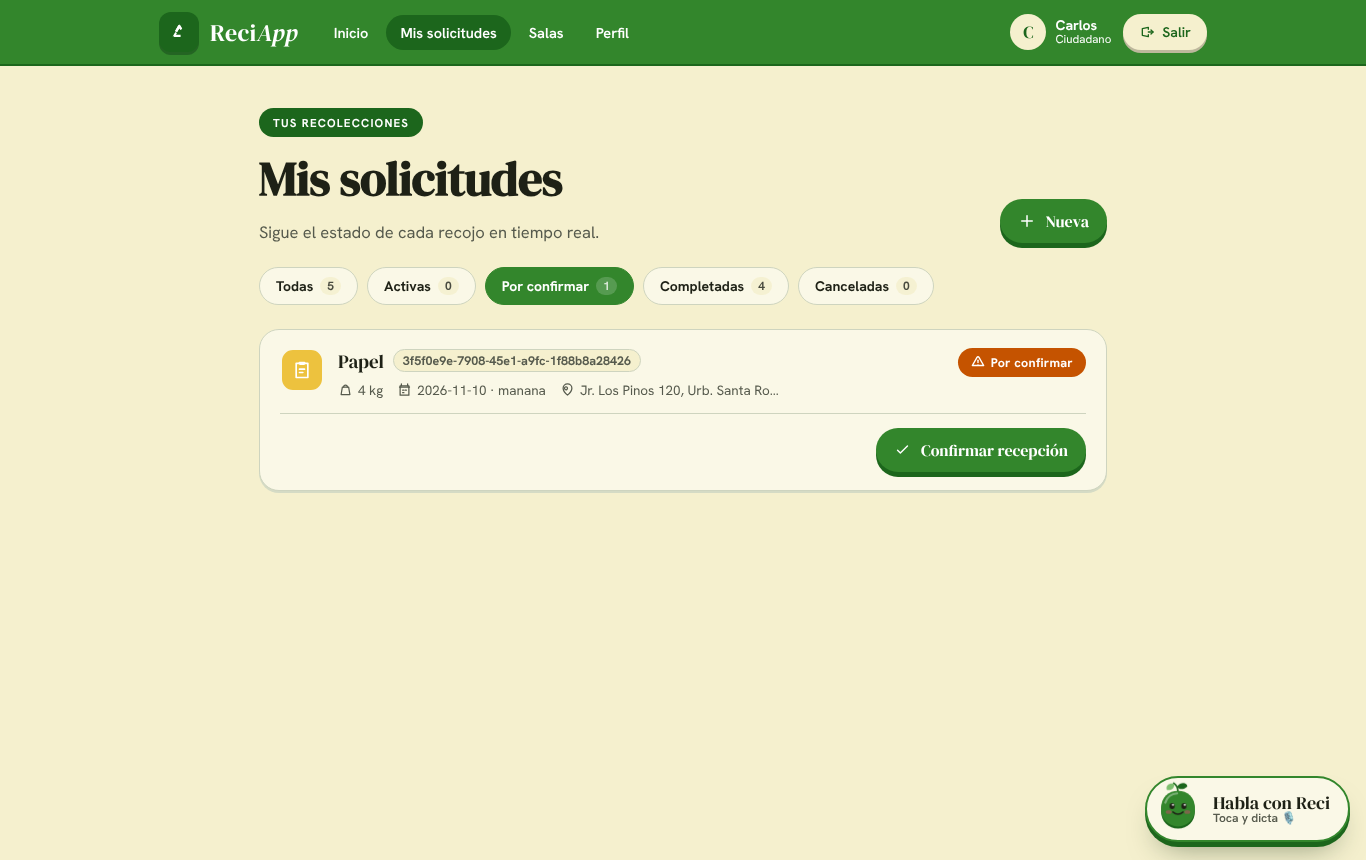 ReciApp
Inicio
Mis solicitudes
Salas
Perfil
C
Carlos
Ciudadano
Salir
TUS RECOLECCIONES
Mis solicitudes
Sigue el estado de cada recojo en tiempo real.
Nueva
Todas 5
Activas 0
Por confirmar 1
Completadas 4
Canceladas 0
Papel 3f5f0e9e-7908-45e1-a9fc-1f88b8a28426
Por confirmar
4 kg 2026-11-10 · manana Jr. Los Pinos 120, Urb. Santa Ro...
Confirmar recepción
Habla con Reci
Toca y dicta